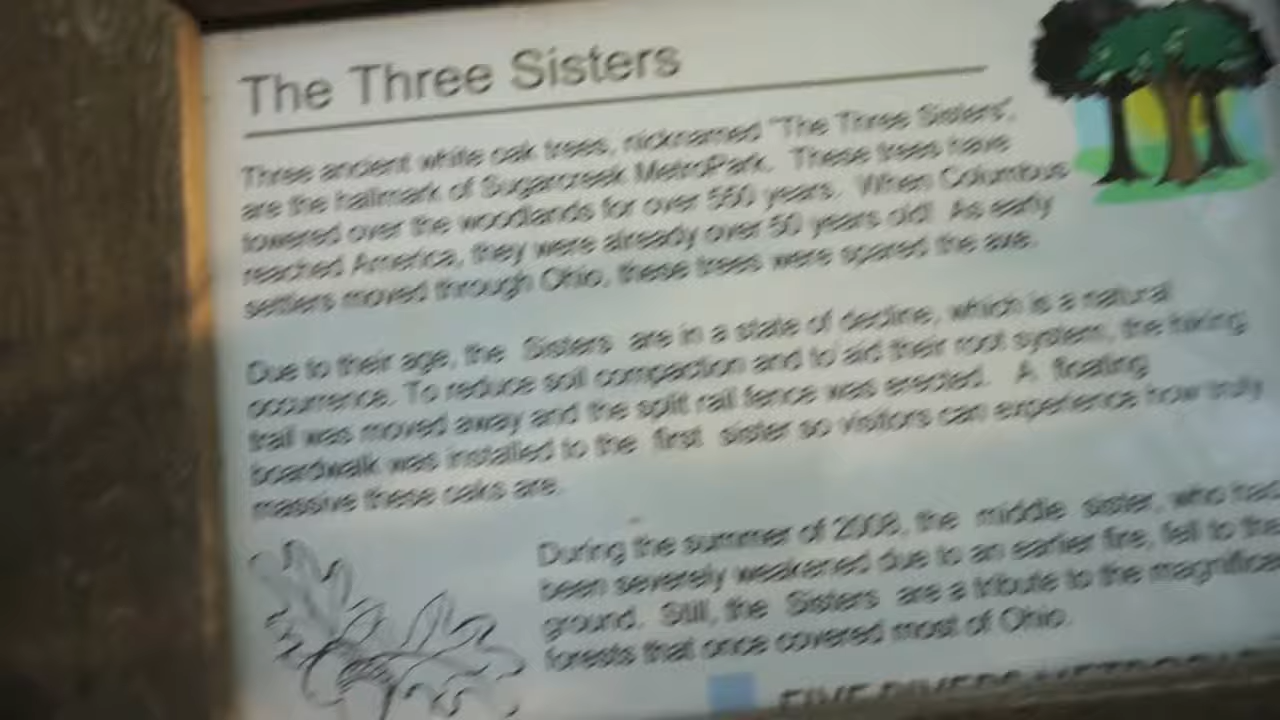 The Three Sisters
Three ancient white oak trees, nicknamed "The Three Sisters",
are the hallmark of Sugarcreek MetroPark. These trees have
towered over the woodlands for over 550 years. When Columbus
reached America, they were already over 50 years old! As early
settlers moved through Ohio, these trees were spared the axe.
Due to their age, the Sisters are in a state of decline, which is a natural
occurrence. To reduce soil compaction and to aid their root system, the hiking
trail was moved away and the split rail fence was erected. A floating
boardwalk was installed to the first sister so visitors can experience how truly
massive these oaks are.
During the summer of 2008, the middle sister, who had
been severely weakened due to an earlier fire, fell to the
ground. Still, the Sisters are a tribute to the magnifice
forests that once covered most of Ohio.
FIVE RIVERS METROPARKS